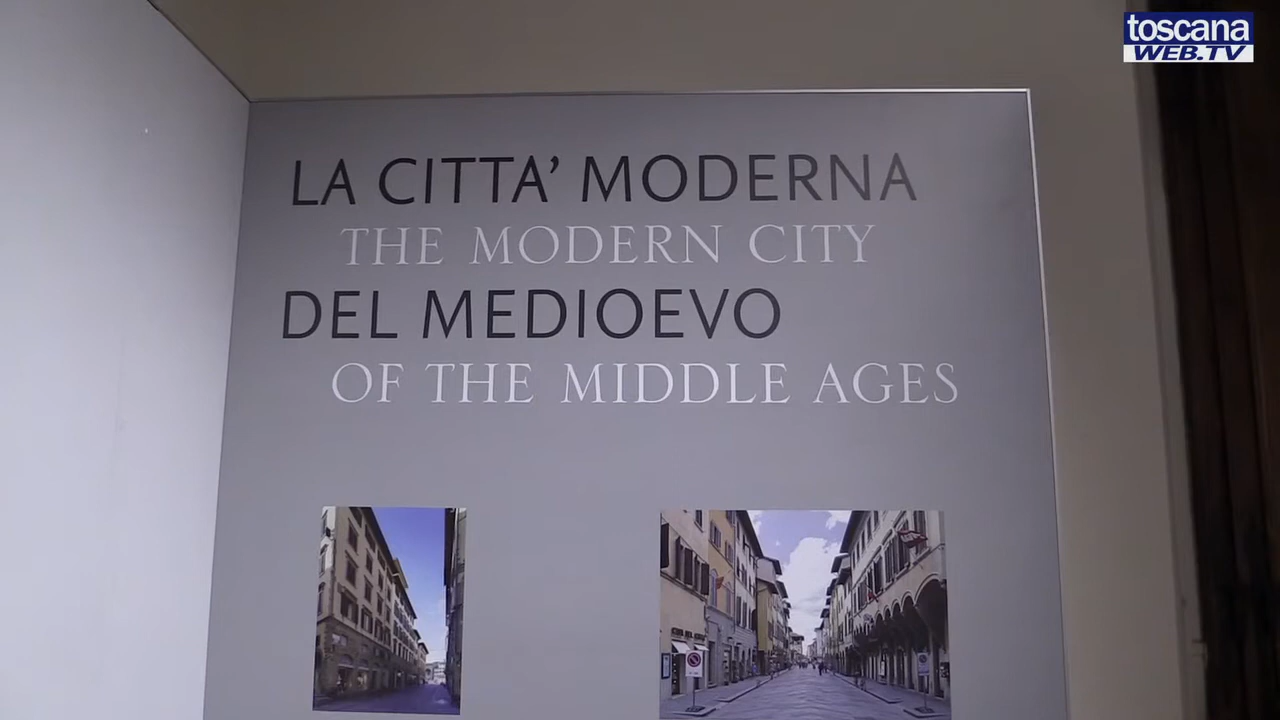 toscana
WEB.TV
LA CITTA’ MODERNA
THE MODERN CITY
DEL MEDIOEVO
OF THE MIDDLE AGES